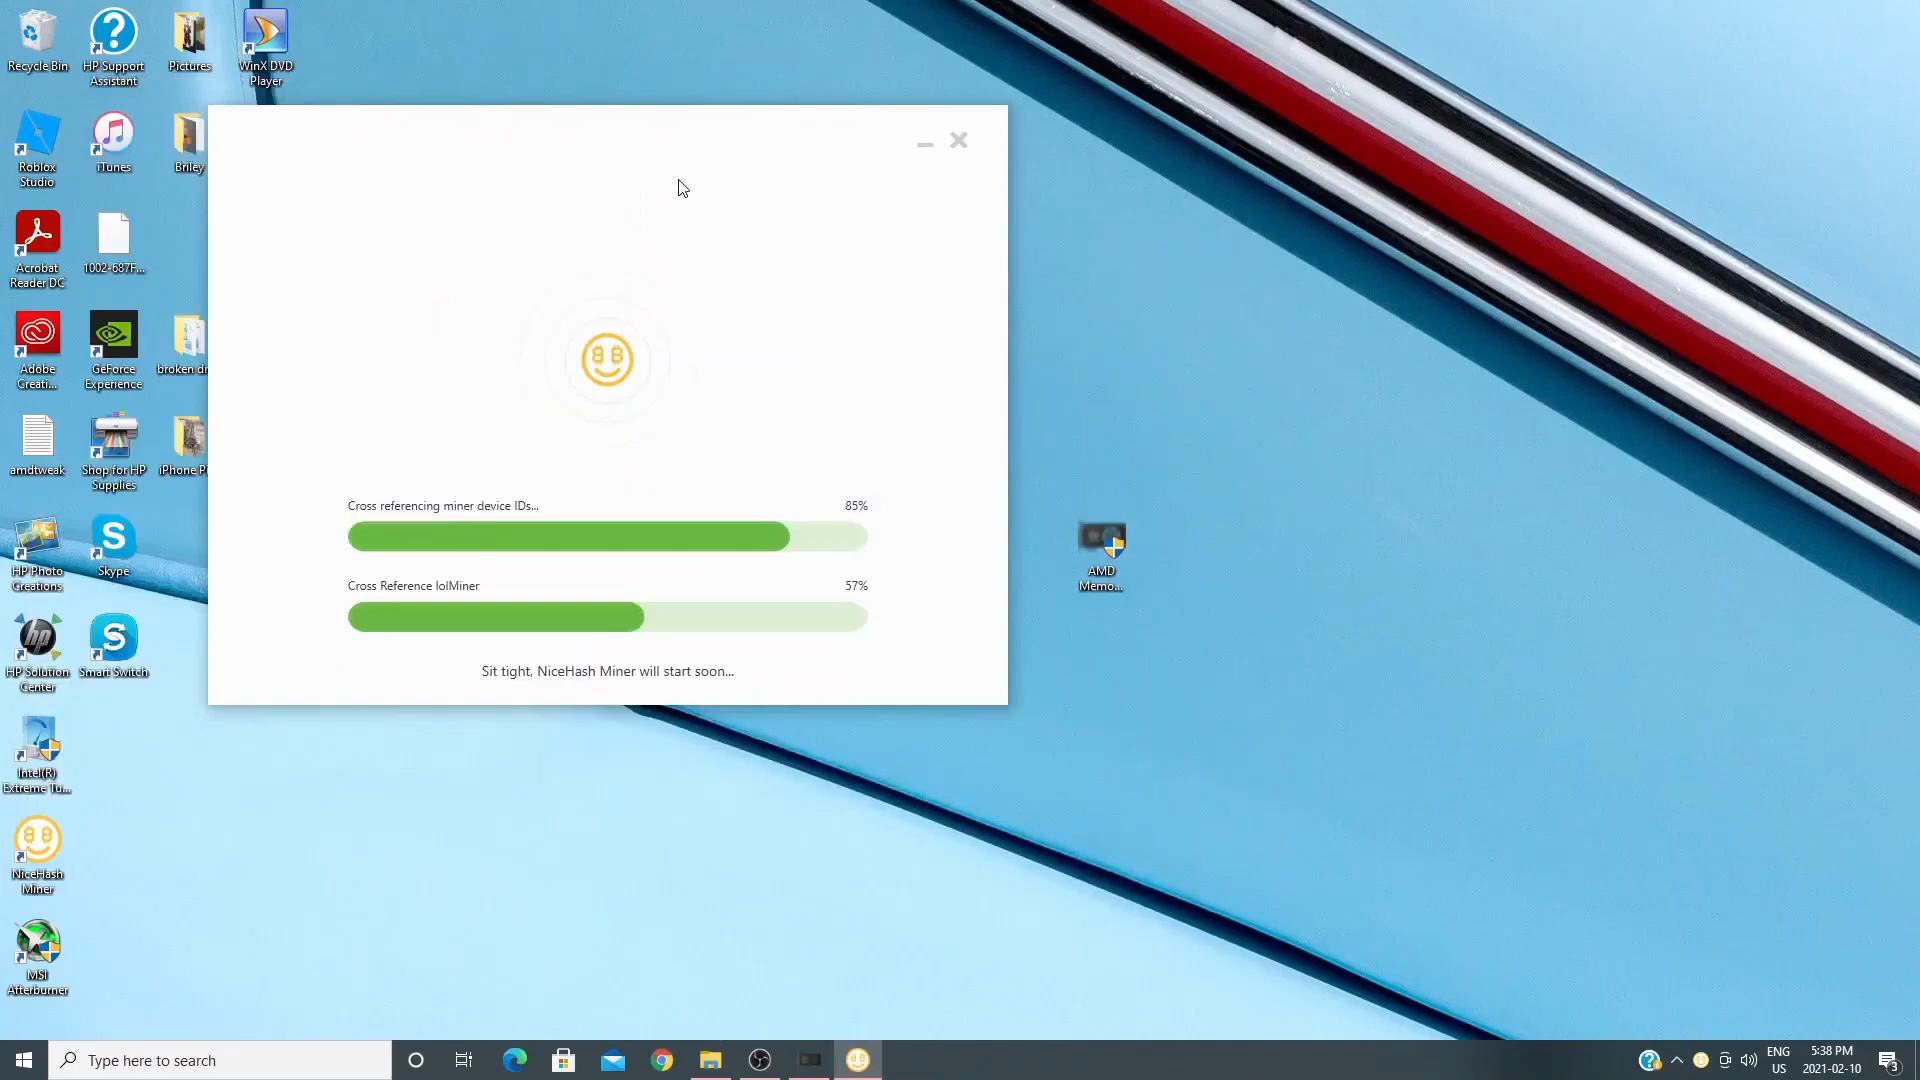 Recycle Bin
HP Support
Assistant
Pictures
WinX DVD
Player
Roblox
Studio
iTunes
Briley
Acrobat
Reader DC
1002-687F...
Adobe
Creati...
GeForce
Experience
broken dr
amdtweak
Shop for HP
Supplies
iPhone Pi
HP Photo
Creations
Skype
HP Solution
Center
Smart Switch
Intel(R)
Extreme Tu...
NiceHash
Miner
MSI
Afterburner
Cross referencing miner device IDs...
85%
Cross Reference lolMiner
57%
Sit tight, NiceHash Miner will start soon...
AMD
Memo...
Type here to search
ENG
US
5:38 PM
2021-02-10
3